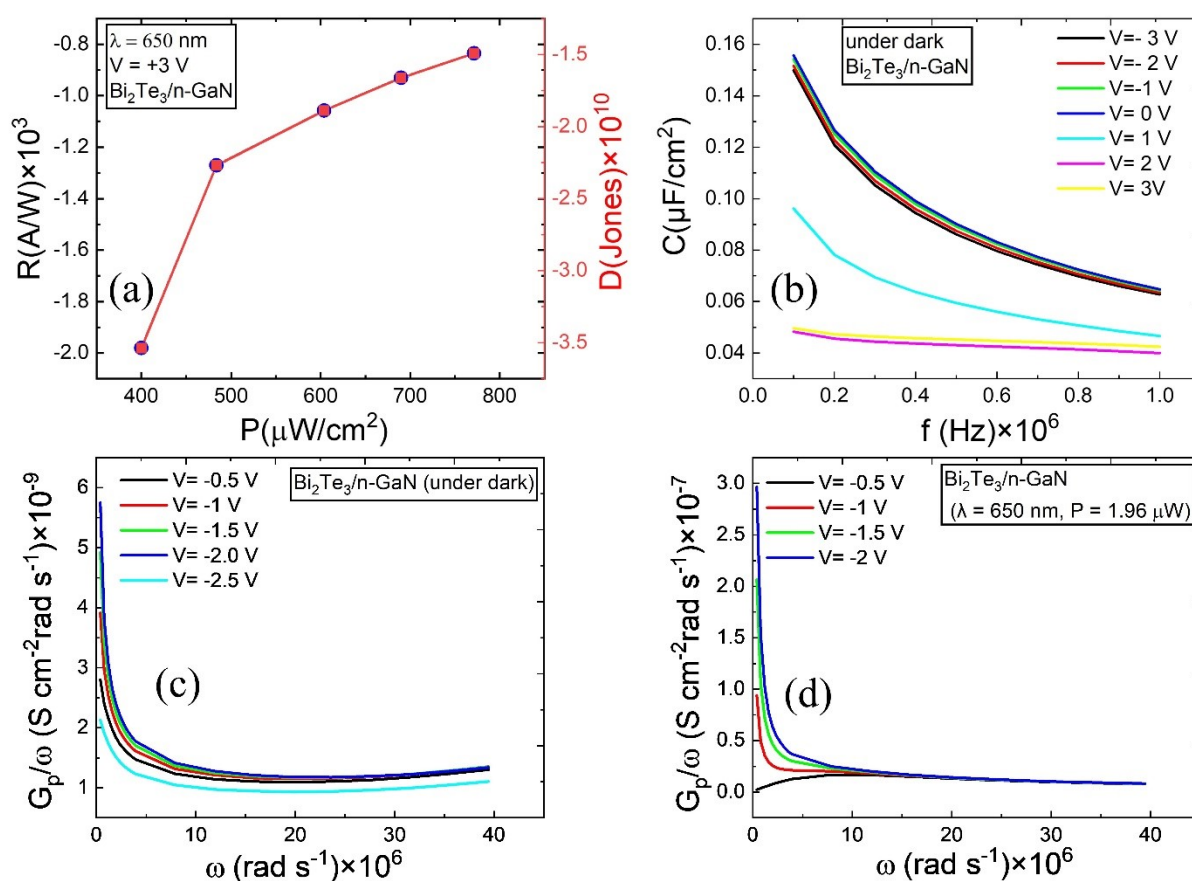 λ = 650 nm
V = +3 V
Bi₂Te₃/n-GaN
(a)
R(A/W)×10³
-0.8
-1.0
-1.2
-1.4
-1.6
-1.8
-2.0
D(Jones)×10¹⁰
-1.5
-2.0
-2.5
-3.0
-3.5
400 500 600 700 800
P(μW/cm²)
under dark
Bi₂Te₃/n-GaN
V=- 3 V
V=- 2 V
V=-1 V
V= 0 V
V= 1 V
V= 2 V
V= 3V
(b)
C(μF/cm²)
0.16
0.14
0.12
0.10
0.08
0.06
0.04
0.0 0.2 0.4 0.6 0.8 1.0
f (Hz)×10⁶
V= -0.5 V
V= -1 V
V= -1.5 V
V= -2.0 V
V= -2.5 V
Bi₂Te₃/n-GaN (under dark)
(c)
Gₚ/ω (S cm⁻²rad s⁻¹)×10⁻⁹
6
5
4
3
2
1
0 10 20 30 40
ω (rad s⁻¹)×10⁶
V= -0.5 V
V= -1 V
V= -1.5 V
V= -2 V
Bi₂Te₃/n-GaN
(λ = 650 nm, P = 1.96 μW)
(d)
Gₚ/ω (S cm⁻²rad s⁻¹)×10⁻⁷
3.0
2.5
2.0
1.5
1.0
0.5
0.0
0 10 20 30 40
ω (rad s⁻¹)×10⁶